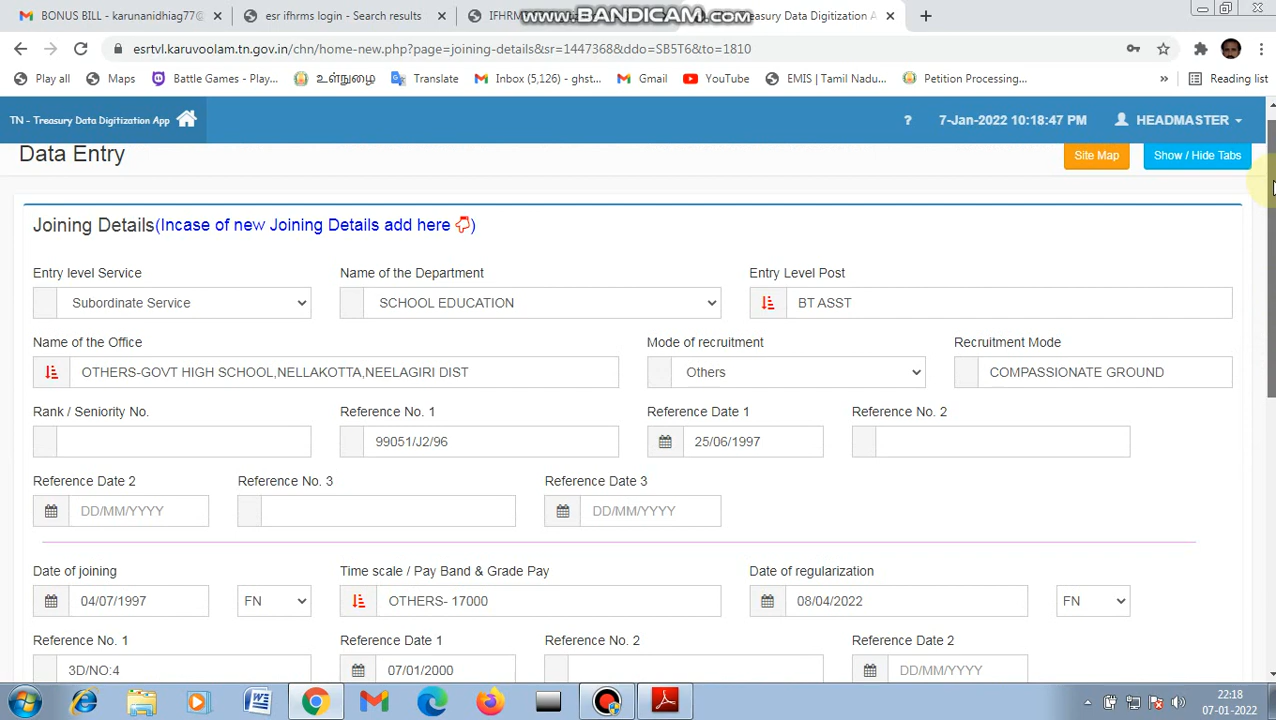 BONUS BILL - karunanidhiag77@
esr ifhrms login - Search results
IFHRM
easury Data Digitization A
www.BANDICAM.com
esrtvl.karuvoolam.tn.gov.in/chn/home-new.php?page=joining-details&sr=1447368&ddo=SB5T6&to=1810
Play all Maps Battle Games - Play... உள்நுழை Translate Inbox (5,126) - ghst... Gmail YouTube EMIS | Tamil Nadu... Petition Processing... » Reading list
TN - Treasury Data Digitization App ? 7-Jan-2022 10:18:47 PM HEADMASTER
Data Entry Site Map Show / Hide Tabs
Joining Details(Incase of new Joining Details add here )
Entry level Service Name of the Department Entry Level Post
Subordinate Service SCHOOL EDUCATION BT ASST
Name of the Office Mode of recruitment Recruitment Mode
OTHERS-GOVT HIGH SCHOOL,NELLAKOTTA,NEELAGIRI DIST Others COMPASSIONATE GROUND
Rank / Seniority No. Reference No. 1 Reference Date 1 Reference No. 2
99051/J2/96 25/06/1997
Reference Date 2 Reference No. 3 Reference Date 3
DD/MM/YYYY DD/MM/YYYY
Date of joining Time scale / Pay Band & Grade Pay Date of regularization
04/07/1997 FN OTHERS- 17000 08/04/2022 FN
Reference No. 1 Reference Date 1 Reference No. 2 Reference Date 2
3D/NO:4 07/01/2000 DD/MM/YYYY
22:18
07-01-2022